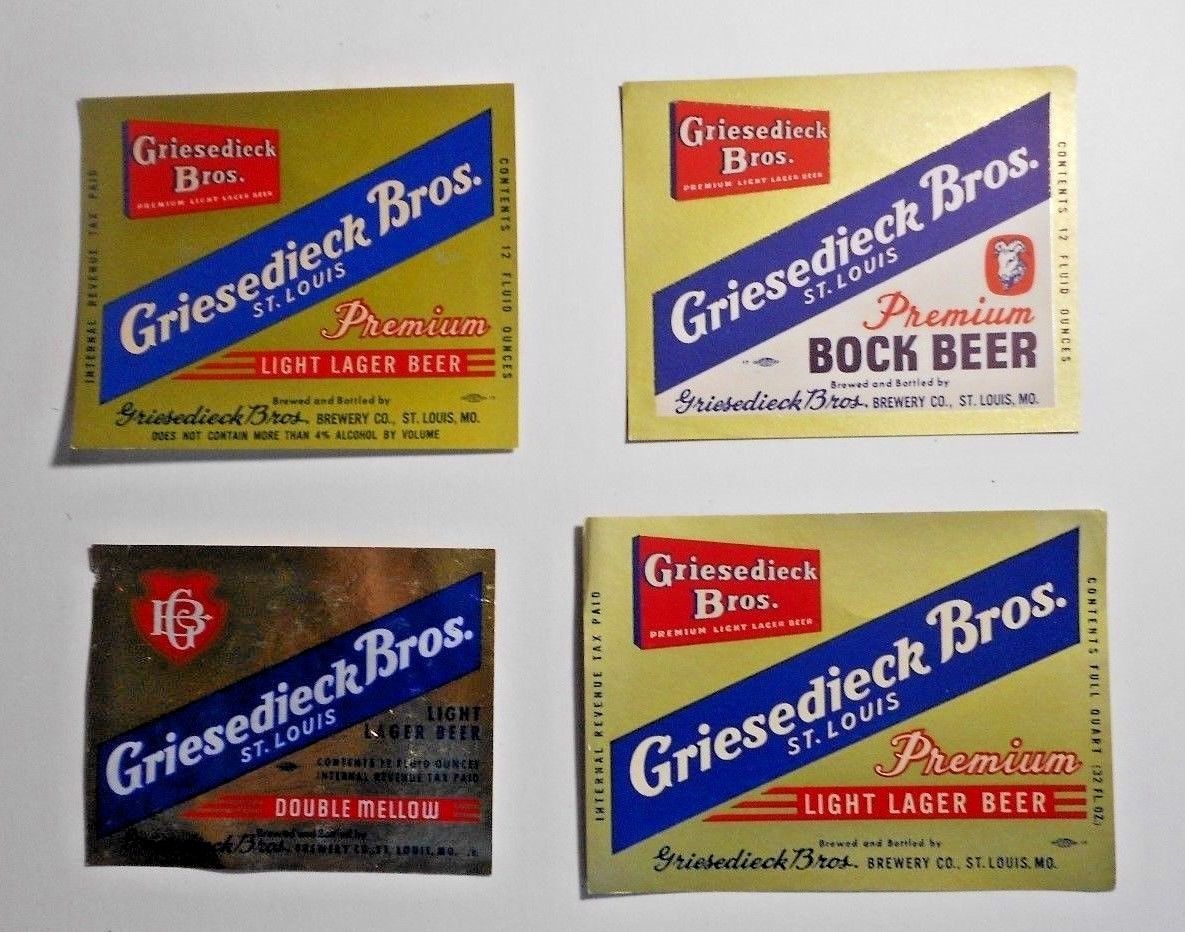 INTERNAL REVENUE TAX PAID
Griesedieck
Bros.
PREMIUM LIGHT LAGER BEER
Griesedieck Bros.
ST. LOUIS
Premium
LIGHT LAGER BEER
Brewed and Bottled by
Griesedieck Bros. BREWERY CO., ST. LOUIS, MO.
DOES NOT CONTAIN MORE THAN 4% ALCOHOL BY VOLUME
CONTENTS 12 FLUID OUNCES
Griesedieck
Bros.
PREMIUM LIGHT LAGER BEER
Griesedieck Bros.
ST. LOUIS
Premium
BOCK BEER
Brewed and Bottled by
Griesedieck Bros. BREWERY CO., ST. LOUIS, MO.
CONTENTS 12 FLUID OUNCES
GB
Griesedieck Bros.
ST. LOUIS
LIGHT
LAGER BEER
CONTENTS 12 FLUID OUNCES
INTERNAL REVENUE TAX PAID
DOUBLE MELLOW
Brewed and Bottled by
Griesedieck Bros. BREWERY CO., ST. LOUIS, MO.
INTERNAL REVENUE TAX PAID
Griesedieck
Bros.
PREMIUM LIGHT LAGER BEER
Griesedieck Bros.
ST. LOUIS
Premium
LIGHT LAGER BEER
Brewed and Bottled by
Griesedieck Bros. BREWERY CO., ST. LOUIS, MO.
CONTENTS FULL QUART (32 FL. OZ.)